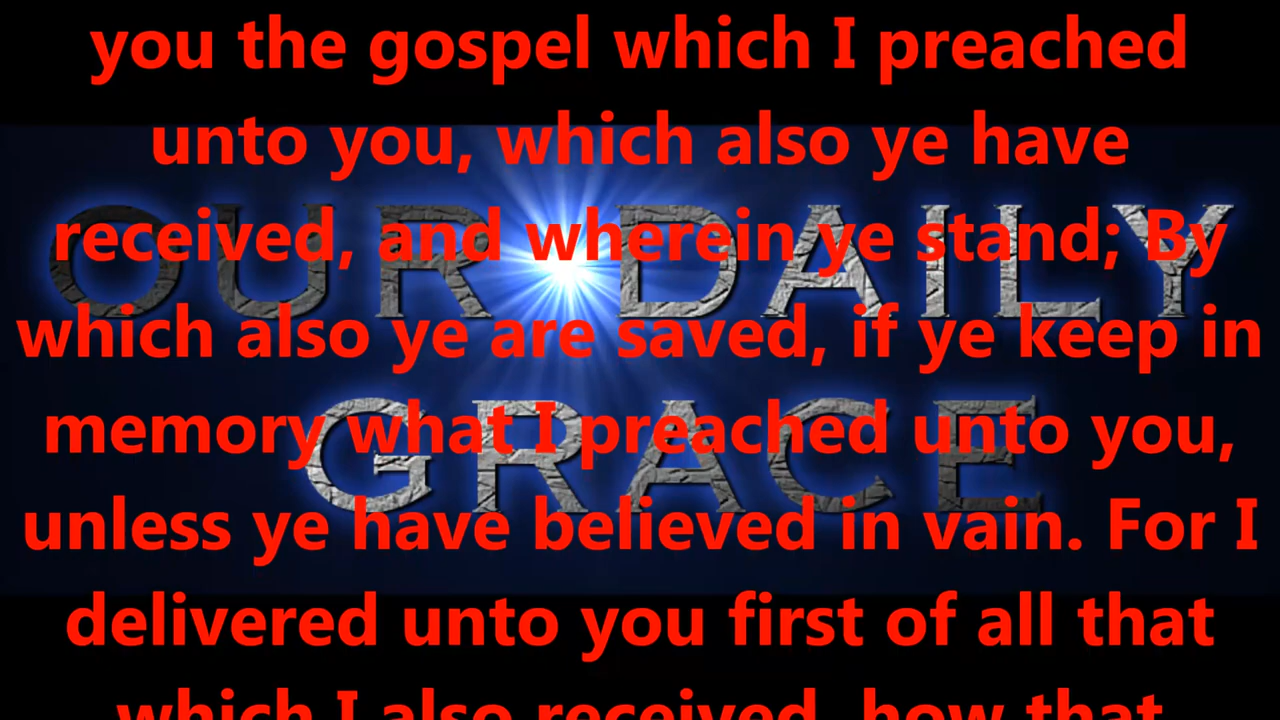 you the gospel which I preached
unto you, which also ye have
received, and wherein ye stand; By
which also ye are saved, if ye keep in
memory what I preached unto you,
unless ye have believed in vain. For I
delivered unto you first of all that
which I also received, how that
OUR DAILY
GRACE